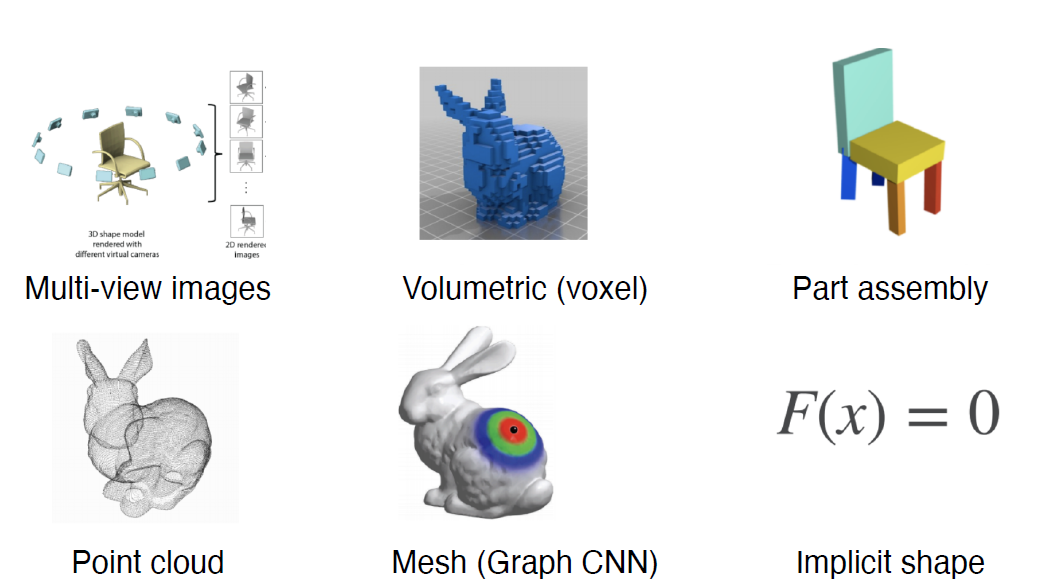 3D shape model
rendered with
different virtual cameras
2D rendered
images
Multi-view images
Volumetric (voxel)
Part assembly
F(x) = 0
Point cloud
Mesh (Graph CNN)
Implicit shape